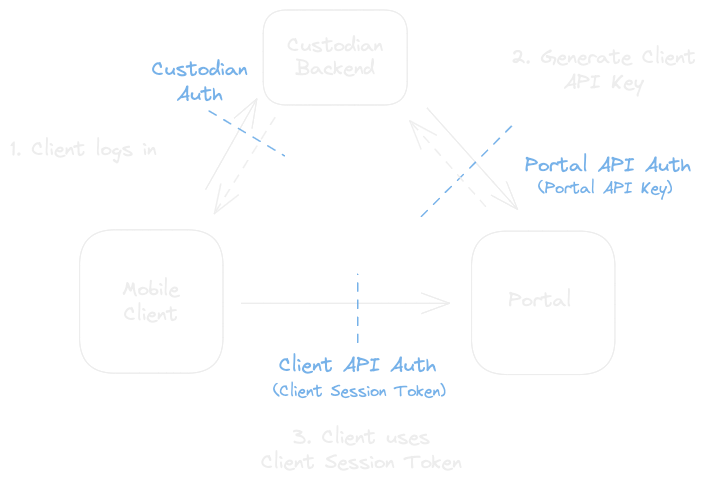 Custodian
Backend
Custodian
Auth
2. Generate Client
API Key
1. Client logs in
Portal API Auth
(Portal API Key)
Mobile
Client
Portal
Client API Auth
(Client Session Token)
3. Client uses
Client Session Token